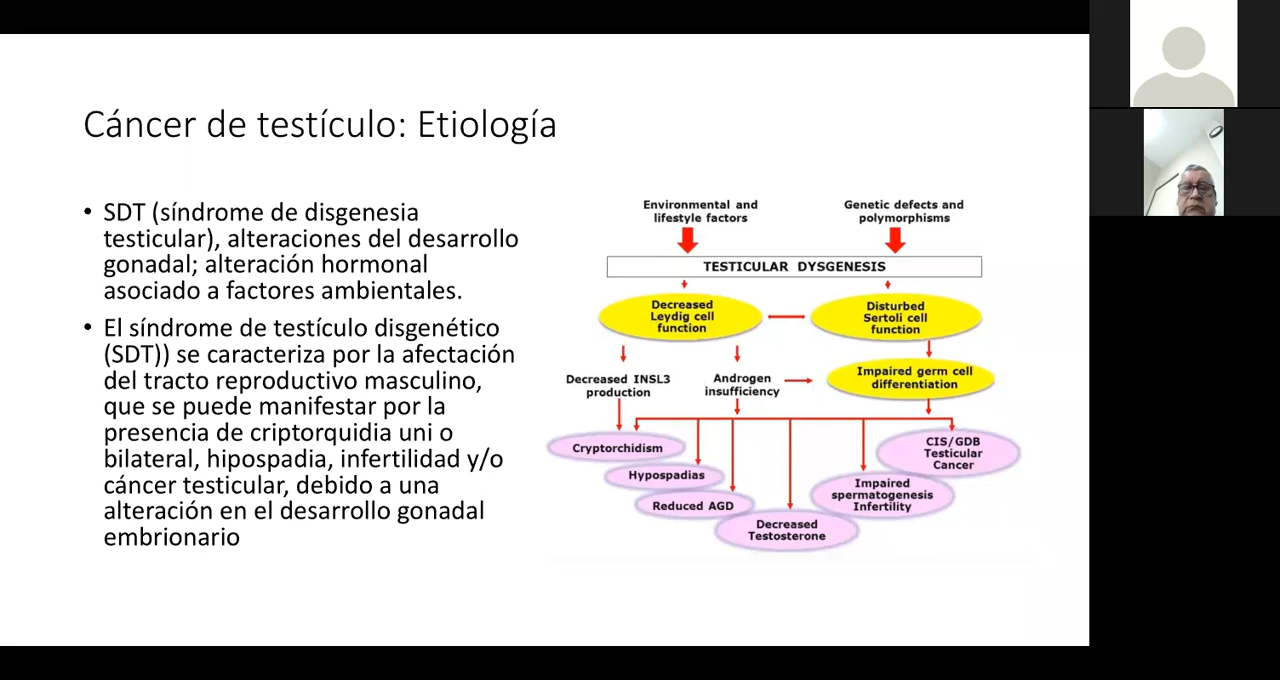 Cáncer de testículo: Etiología
• SDT (síndrome de disgenesia
testicular), alteraciones del desarrollo
gonadal; alteración hormonal
asociado a factores ambientales.
• El síndrome de testículo disgenético
(SDT)) se caracteriza por la afectación
del tracto reproductivo masculino,
que se puede manifestar por la
presencia de criptorquidia uni o
bilateral, hipospadia, infertilidad y/o
cáncer testicular, debido a una
alteración en el desarrollo gonadal
embrionario
Environmental and
lifestyle factors
Genetic defects and
polymorphisms
TESTICULAR DYSGENESIS
Decreased
Leydig cell
function
Disturbed
Sertoli cell
function
Decreased INSL3
production
Androgen
insufficiency
Impaired germ cell
differentiation
Cryptorchidism
Hypospadias
Reduced AGD
Decreased
Testosterone
Impaired
spermatogenesis
Infertility
CIS/GDB
Testicular
Cancer